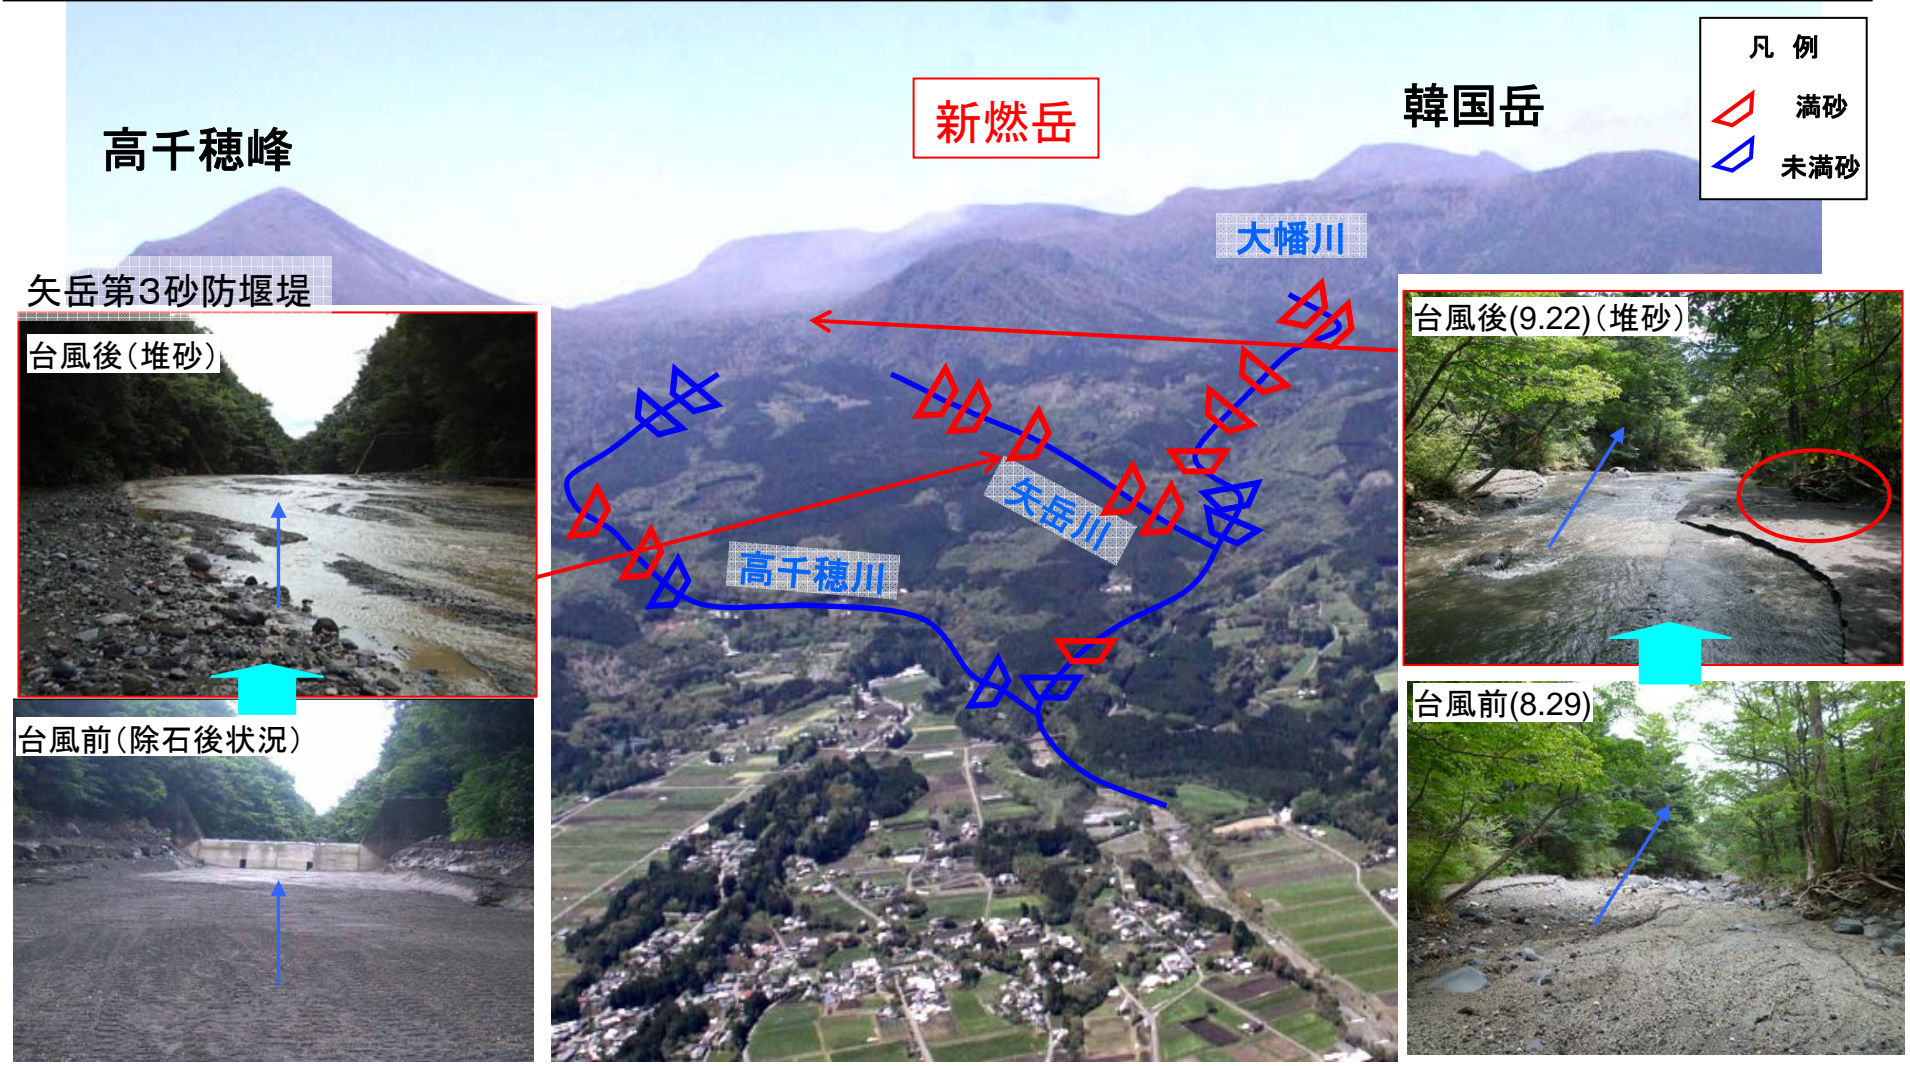 高千穂峰
新燃岳
韓国岳
凡 例
満砂
未満砂
大幡川
矢岳川
高千穂川
矢岳第3砂防堰堤
台風後（堆砂）
台風前（除石後状況）
台風後(9.22)（堆砂）
台風前(8.29)